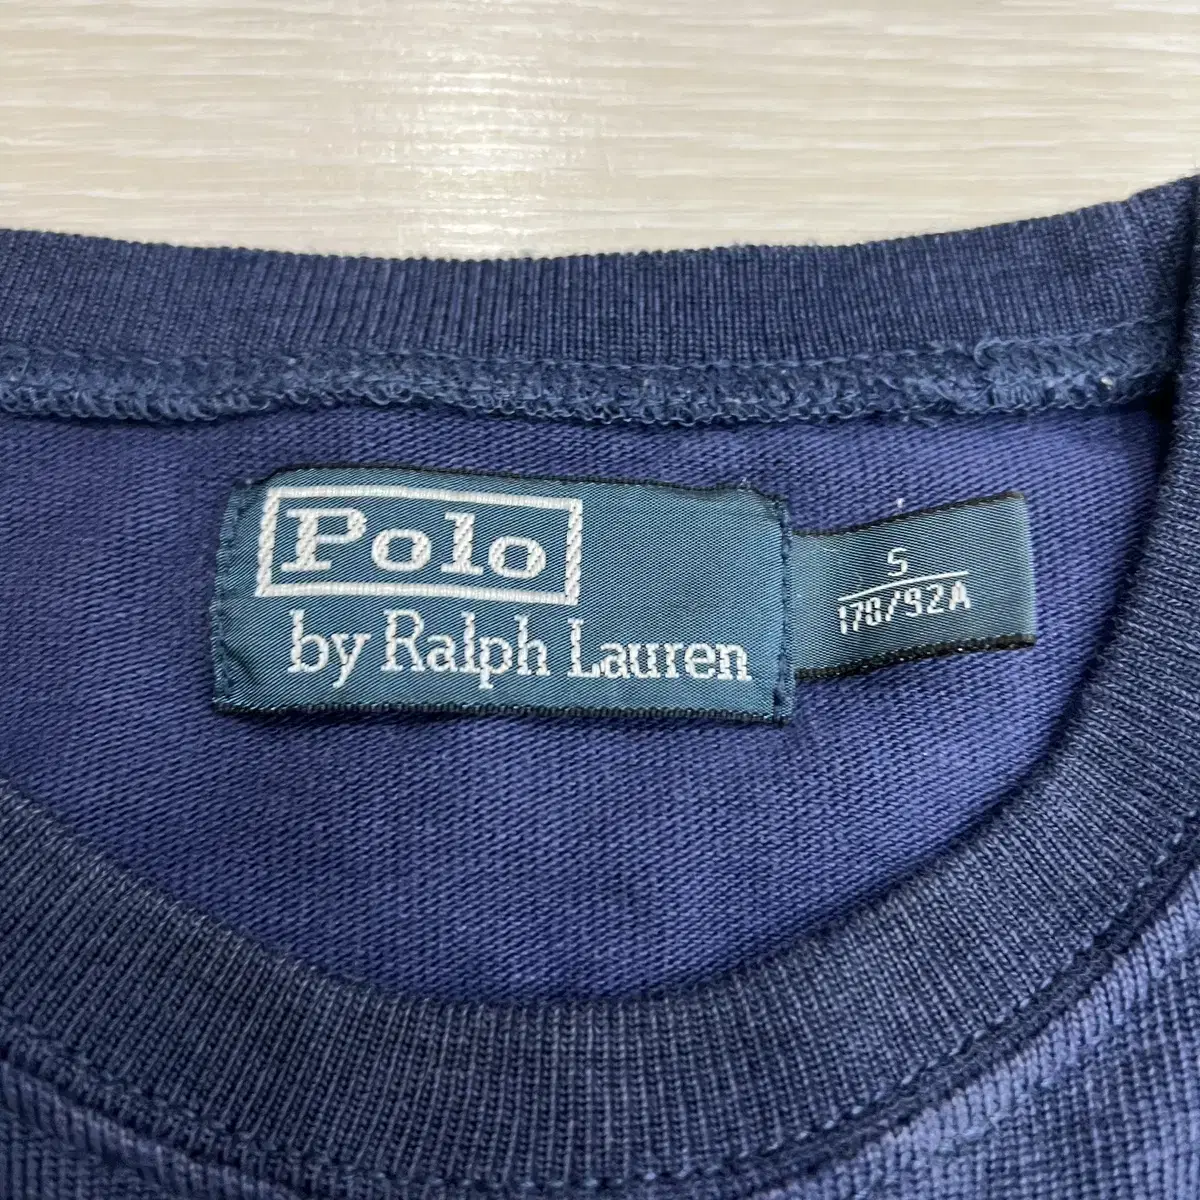 Polo
by Ralph Lauren
S
170/92A